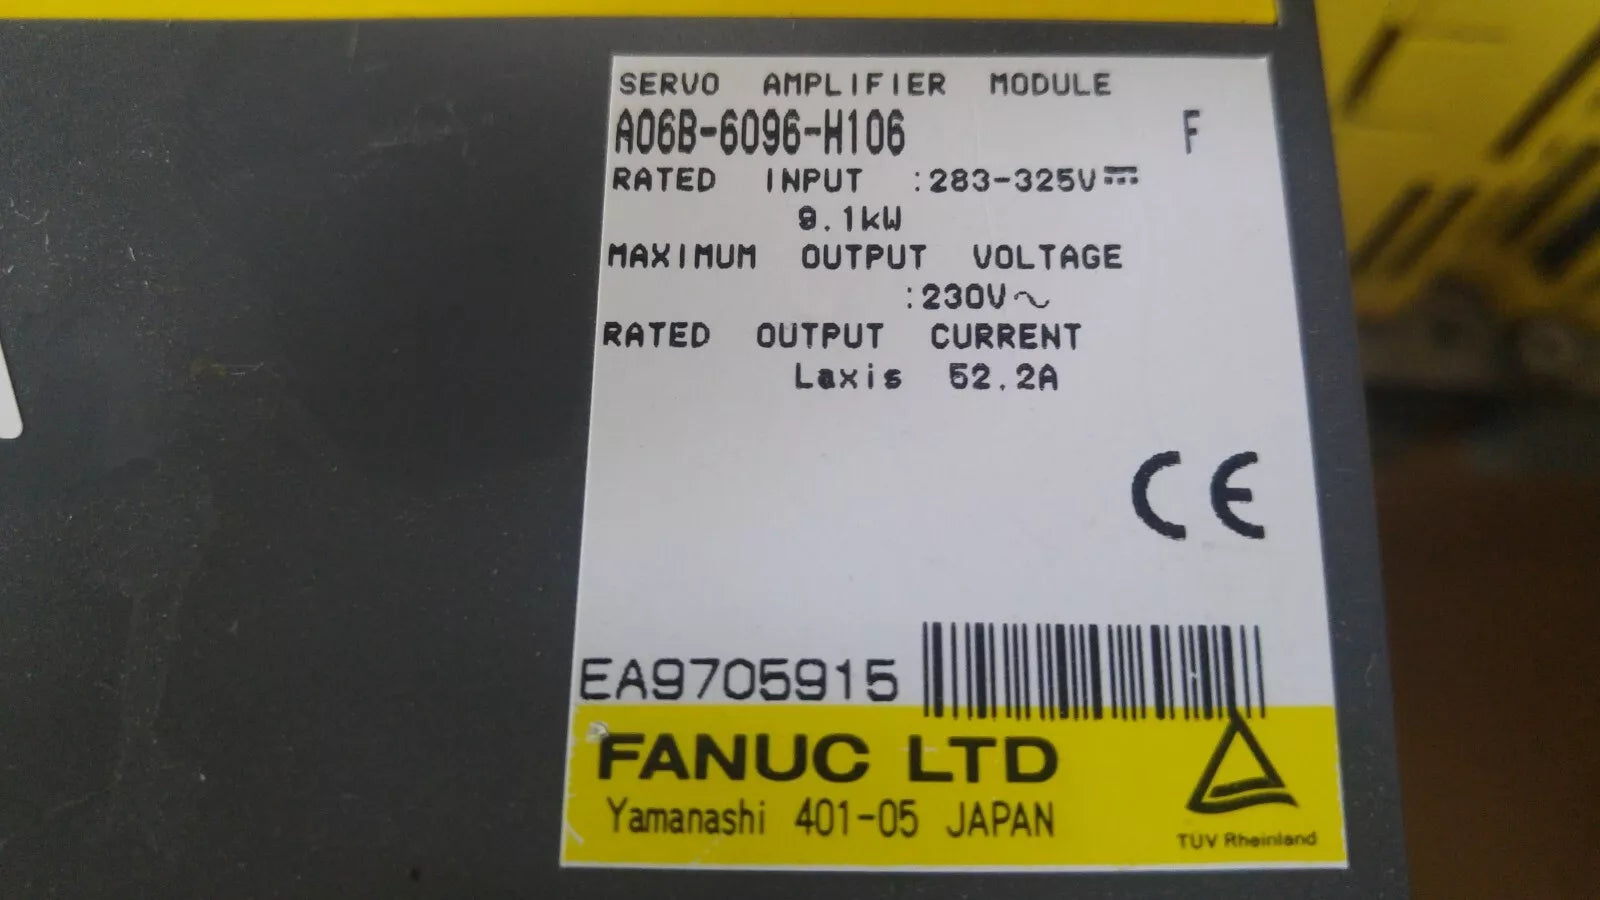 SERVO AMPLIFIER MODULE
A06B-6096-H106 F
RATED INPUT :283-325V⎓
9.1kW
MAXIMUM OUTPUT VOLTAGE
:230V～
RATED OUTPUT CURRENT
Laxis 52.2A
CE
EA9705915
FANUC LTD
Yamanashi 401-05 JAPAN
TÜV Rheinland